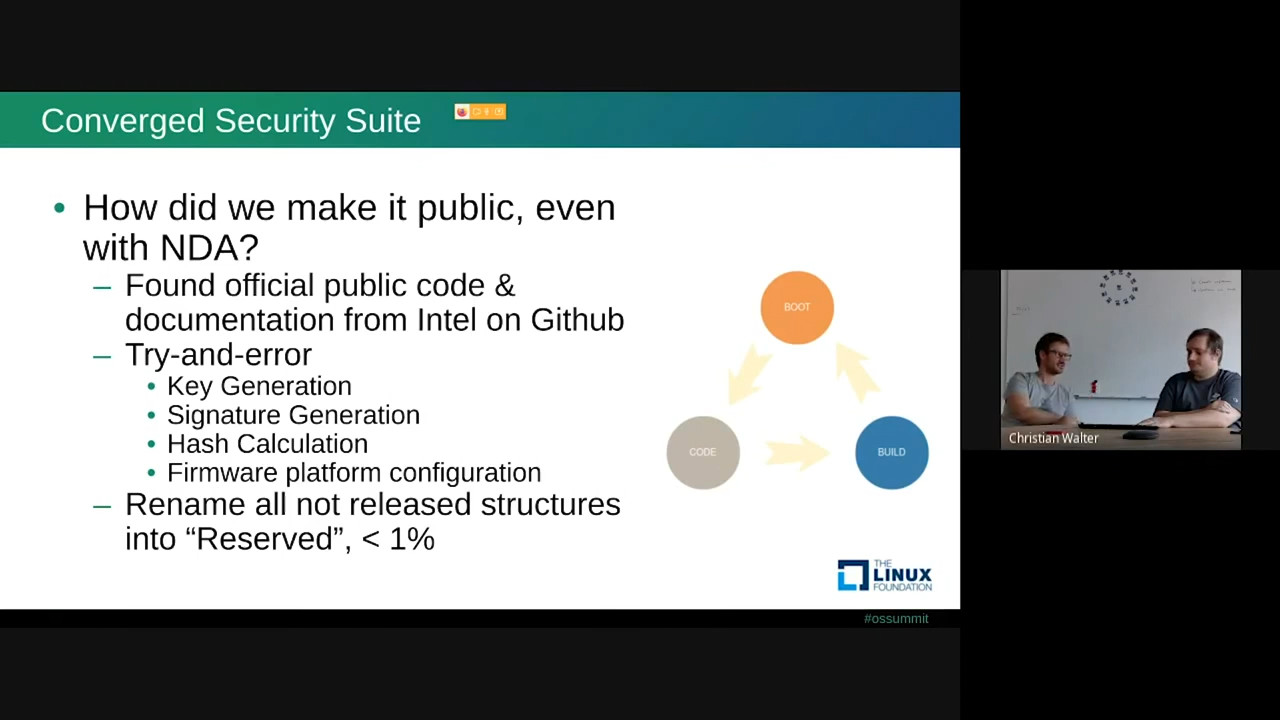 Converged Security Suite
• How did we make it public, even
with NDA?
– Found official public code &
documentation from Intel on Github
– Try-and-error
• Key Generation
• Signature Generation
• Hash Calculation
• Firmware platform configuration
– Rename all not released structures
into “Reserved”, < 1%
BOOT
CODE
BUILD
THE
LINUX
FOUNDATION
#ossummit
Christian Walter